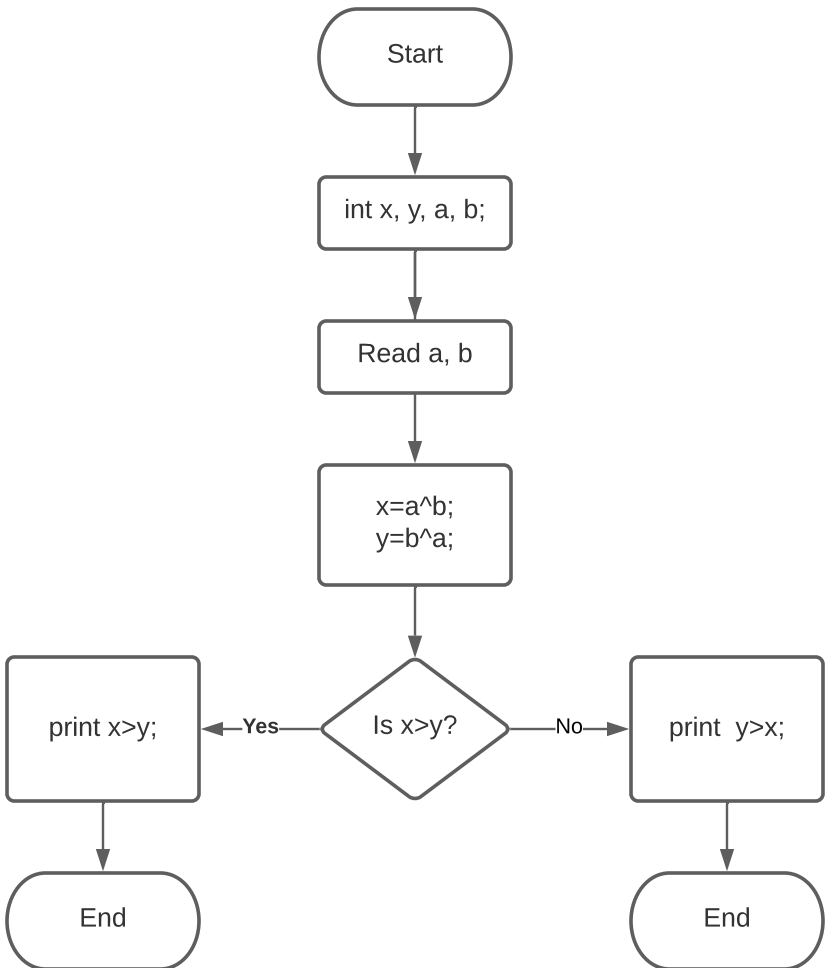 Start
int x, y, a, b;
Read a, b
x=a^b;
y=b^a;
Is x>y?
Yes
No
print x>y;
print  y>x;
End
End